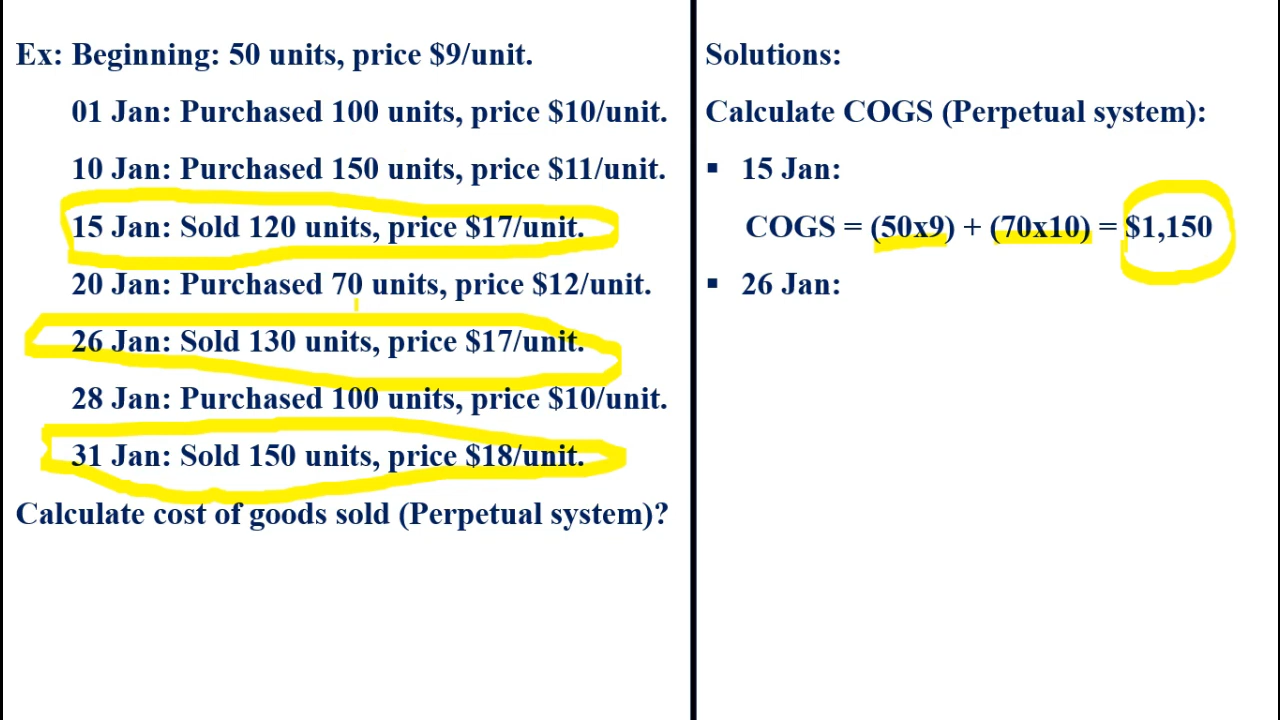 Ex: Beginning: 50 units, price $9/unit.
01 Jan: Purchased 100 units, price $10/unit.
10 Jan: Purchased 150 units, price $11/unit.
15 Jan: Sold 120 units, price $17/unit.
20 Jan: Purchased 70 units, price $12/unit.
26 Jan: Sold 130 units, price $17/unit.
28 Jan: Purchased 100 units, price $10/unit.
31 Jan: Sold 150 units, price $18/unit.
Calculate cost of goods sold (Perpetual system)?
Solutions:
Calculate COGS (Perpetual system):
▪ 15 Jan:
COGS = (50x9) + (70x10) = $1,150
▪ 26 Jan: